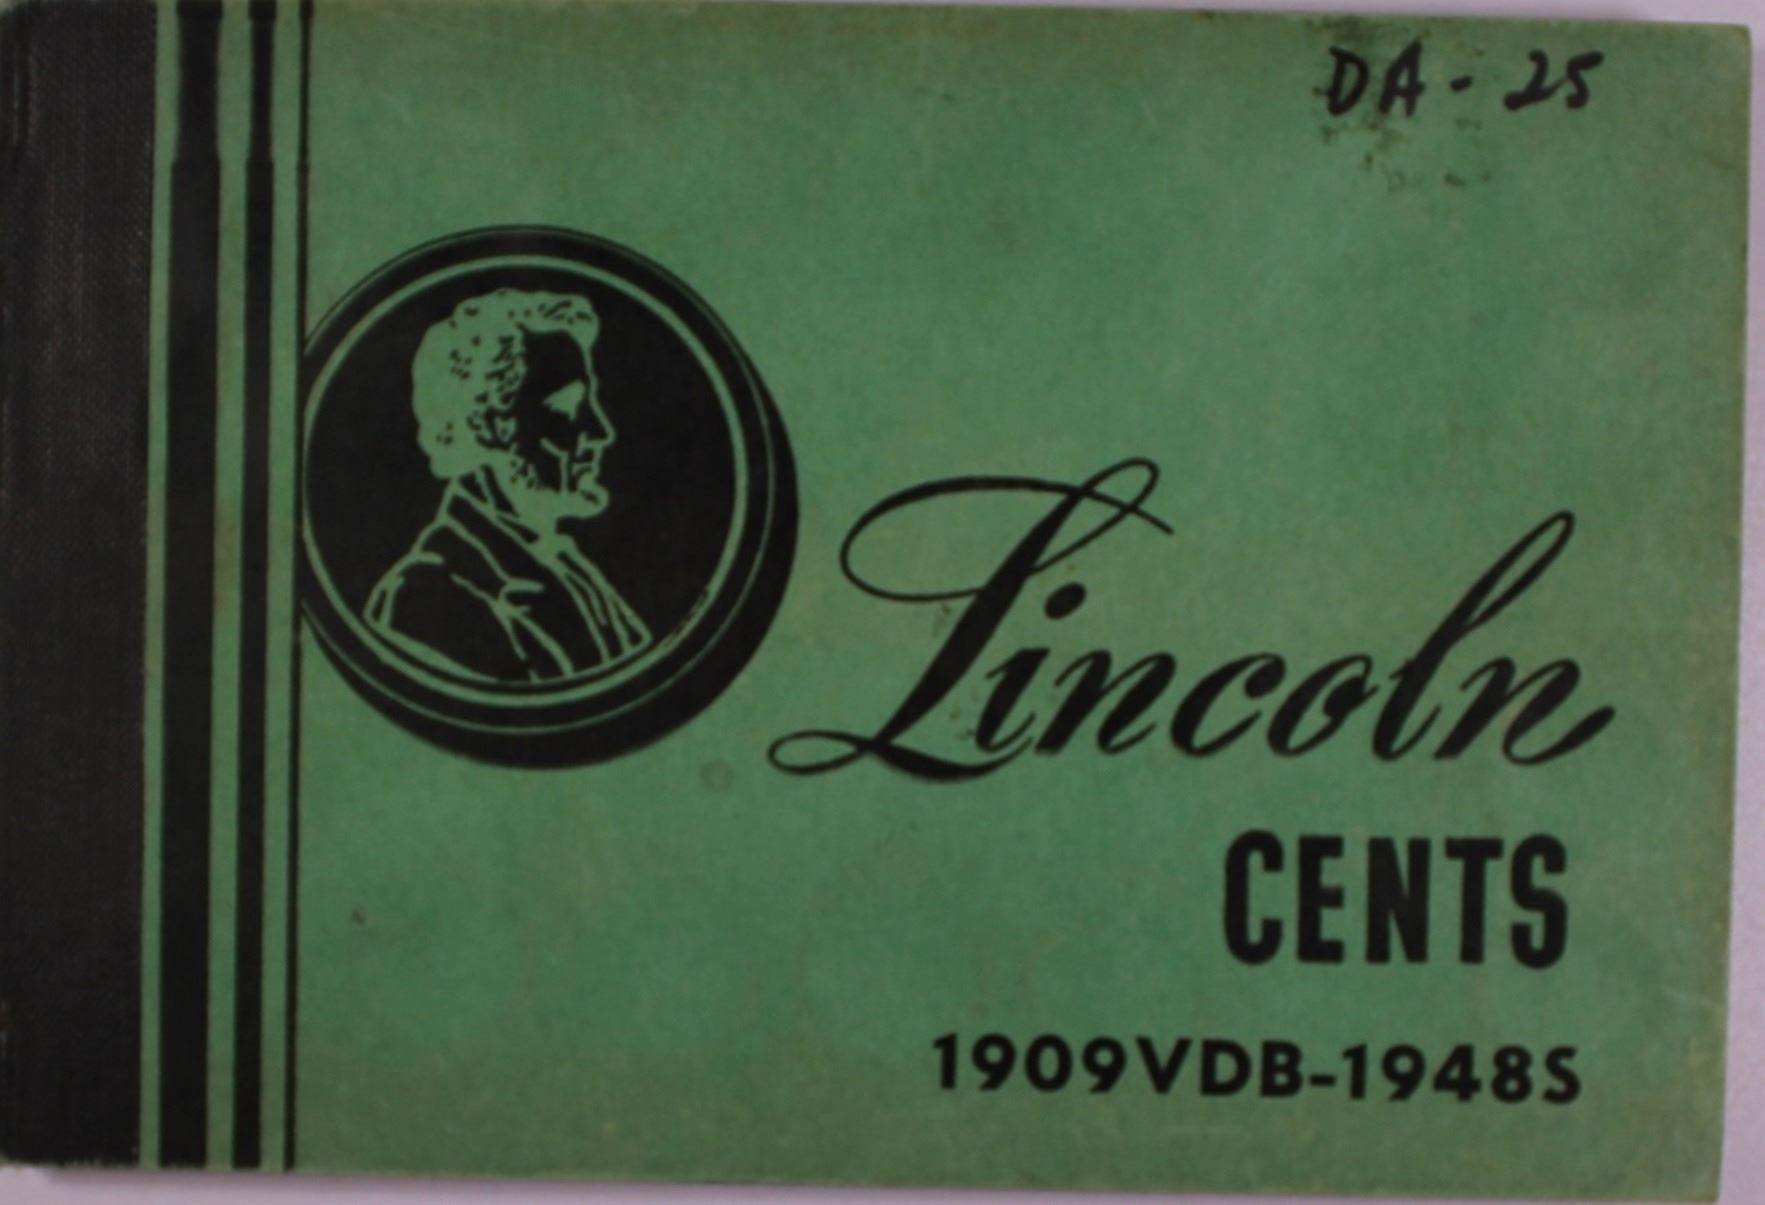 DA - 25
Lincoln
CENTS
1909VDB-1948S